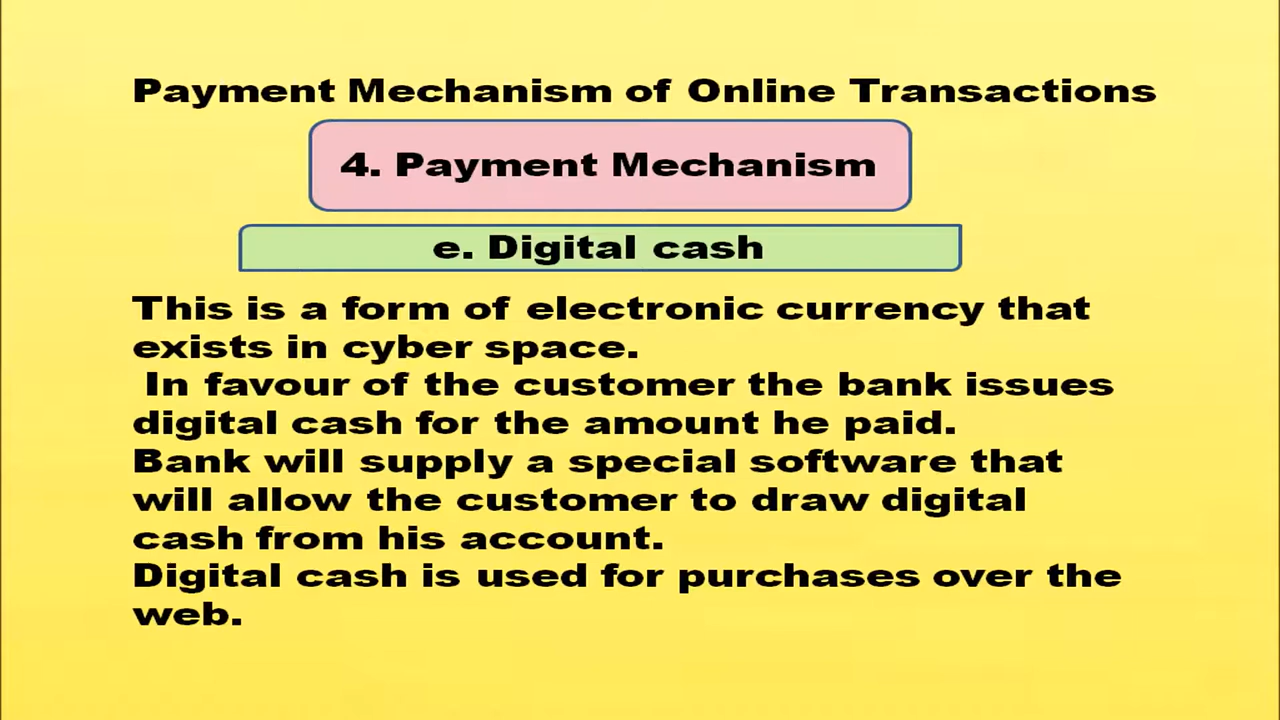 Payment Mechanism of Online Transactions
4. Payment Mechanism
e. Digital cash
This is a form of electronic currency that
exists in cyber space.
In favour of the customer the bank issues
digital cash for the amount he paid.
Bank will supply a special software that
will allow the customer to draw digital
cash from his account.
Digital cash is used for purchases over the
web.